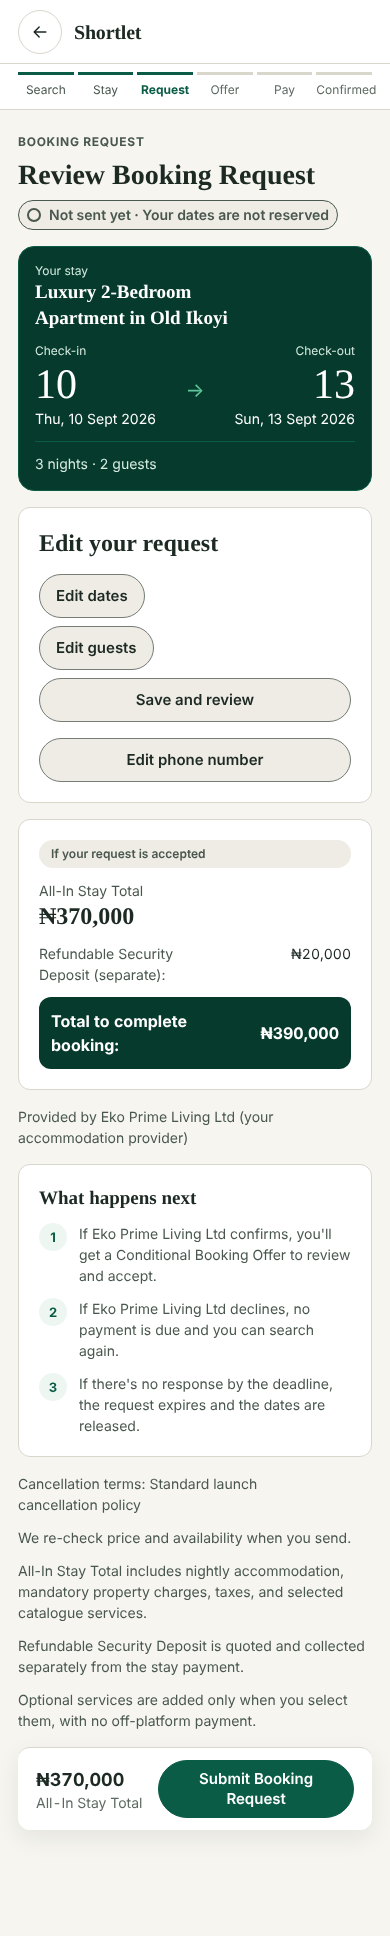 Shortlet
Search Stay Request Offer Pay Confirmed
BOOKING REQUEST
Review Booking Request
Not sent yet · Your dates are not reserved
Your stay
Luxury 2-Bedroom
Apartment in Old Ikoyi
Check-in Check-out
10 → 13
Thu, 10 Sept 2026 Sun, 13 Sept 2026
3 nights · 2 guests
Edit your request
Edit dates
Edit guests
Save and review
Edit phone number
If your request is accepted
All-In Stay Total
₦370,000
Refundable Security ₦20,000
Deposit (separate):
Total to complete ₦390,000
booking:
Provided by Eko Prime Living Ltd (your
accommodation provider)
What happens next
1 If Eko Prime Living Ltd confirms, you'll
get a Conditional Booking Offer to review
and accept.
2 If Eko Prime Living Ltd declines, no
payment is due and you can search
again.
3 If there's no response by the deadline,
the request expires and the dates are
released.
Cancellation terms: Standard launch
cancellation policy
We re-check price and availability when you send.
All-In Stay Total includes nightly accommodation,
mandatory property charges, taxes, and selected
catalogue services.
Refundable Security Deposit is quoted and collected
separately from the stay payment.
Optional services are added only when you select
them, with no off-platform payment.
₦370,000
All-In Stay Total
Submit Booking
Request